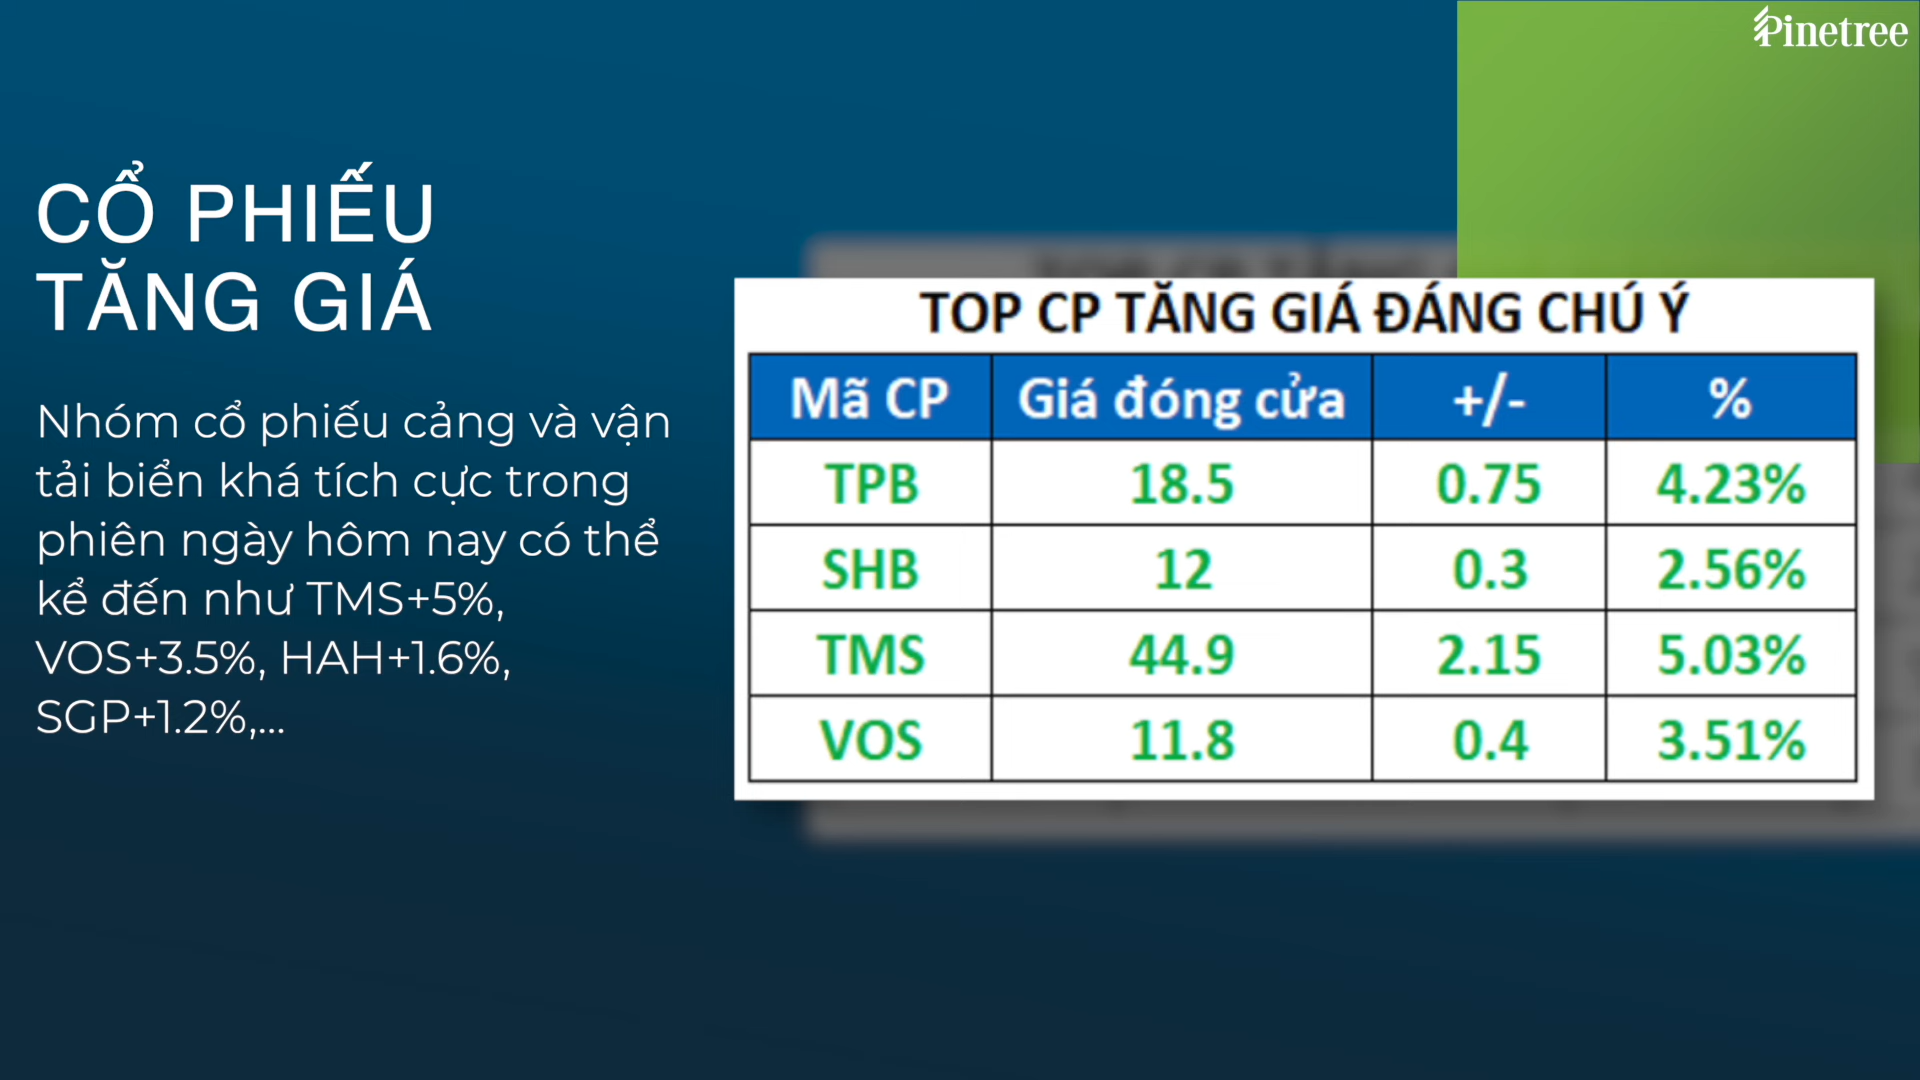 Pinetree
CỔ PHIẾU
TĂNG GIÁ
Nhóm cổ phiếu cảng và vận
tải biển khá tích cực trong
phiên ngày hôm nay có thể
kể đến như TMS+5%,
VOS+3.5%, HAH+1.6%,
SGP+1.2%,...
TOP CP TĂNG GIÁ ĐÁNG CHÚ Ý
Mã CP Giá đóng cửa +/- %
TPB 18.5 0.75 4.23%
SHB 12 0.3 2.56%
TMS 44.9 2.15 5.03%
VOS 11.8 0.4 3.51%